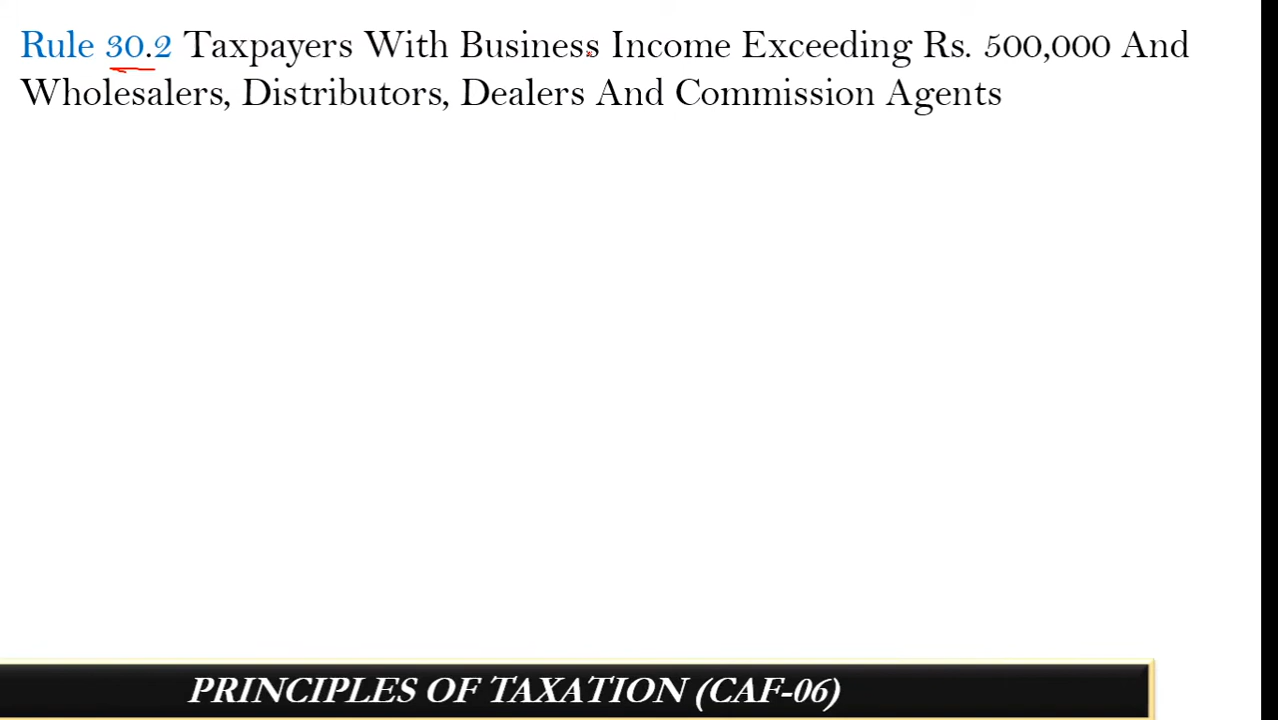 Rule 30.2 Taxpayers With Business Income Exceeding Rs. 500,000 And
Wholesalers, Distributors, Dealers And Commission Agents
PRINCIPLES OF TAXATION (CAF-06)